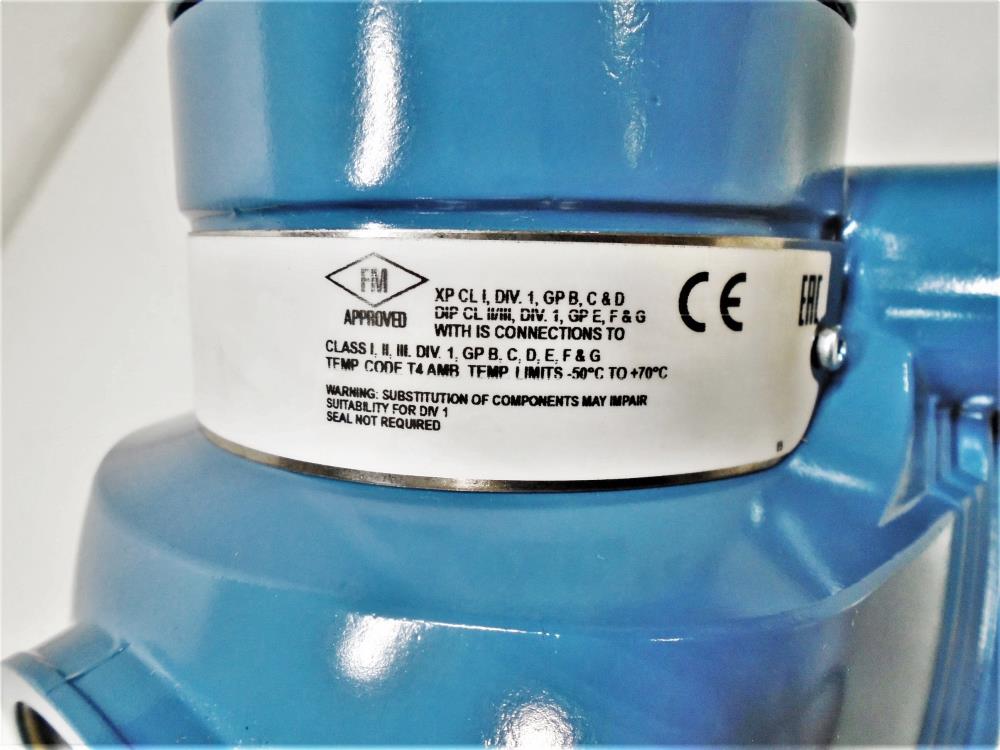 FM
APPROVED
XP CL I, DIV. 1, GP B, C & D
DIP CL II/III, DIV. 1, GP E, F & G
WITH IS CONNECTIONS TO
CLASS I, II, III. DIV. 1, GP B, C, D, E, F & G
TEMP CODE T4 AMB TEMP LIMITS -50°C TO +70°C
WARNING: SUBSTITUTION OF COMPONENTS MAY IMPAIR
SUITABILITY FOR DIV 1
SEAL NOT REQUIRED
CE
EAC